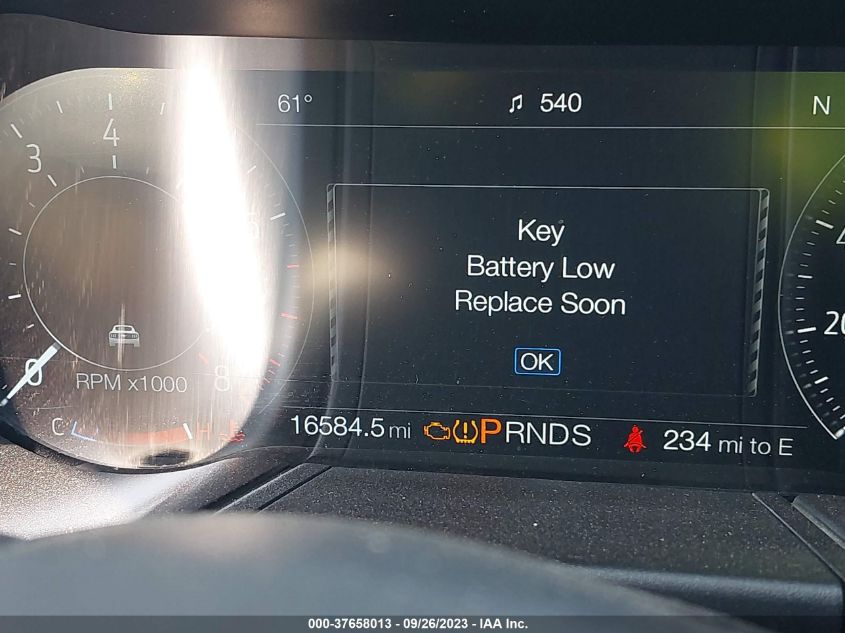 61° ♫ 540 N
4
3
Key
Battery Low
Replace Soon
OK
20
0
RPM x1000 8
C H
16584.5 mi PRNDS 234 mi to E
000-37658013 - 09/26/2023 - IAA Inc.